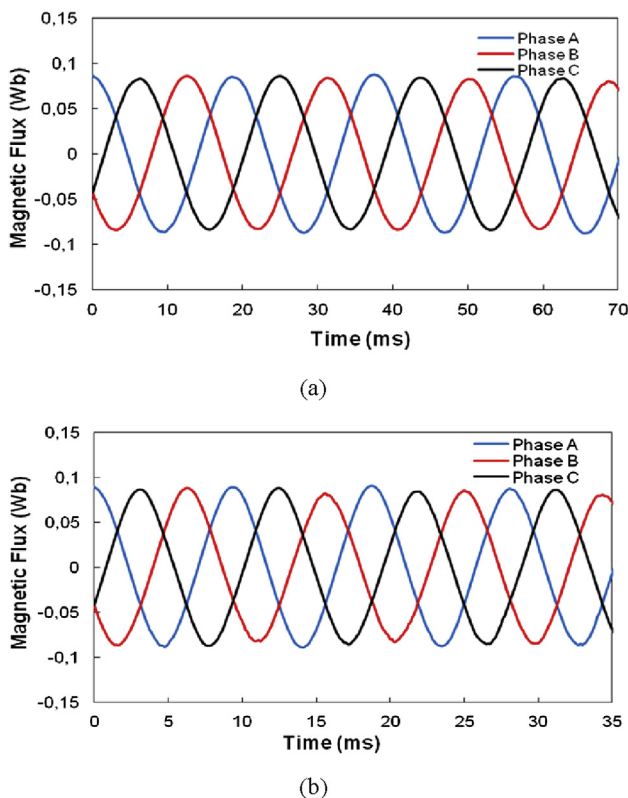 0,15
0,1
0,05
0
-0,05
-0,1
-0,15
Magnetic Flux (Wb)
Phase A
Phase B
Phase C
0 10 20 30 40 50 60 70
Time (ms)
(a)
0,15
0,1
0,05
0
-0,05
-0,1
-0,15
Magnetic Flux (Wb)
Phase A
Phase B
Phase C
0 5 10 15 20 25 30 35
Time (ms)
(b)